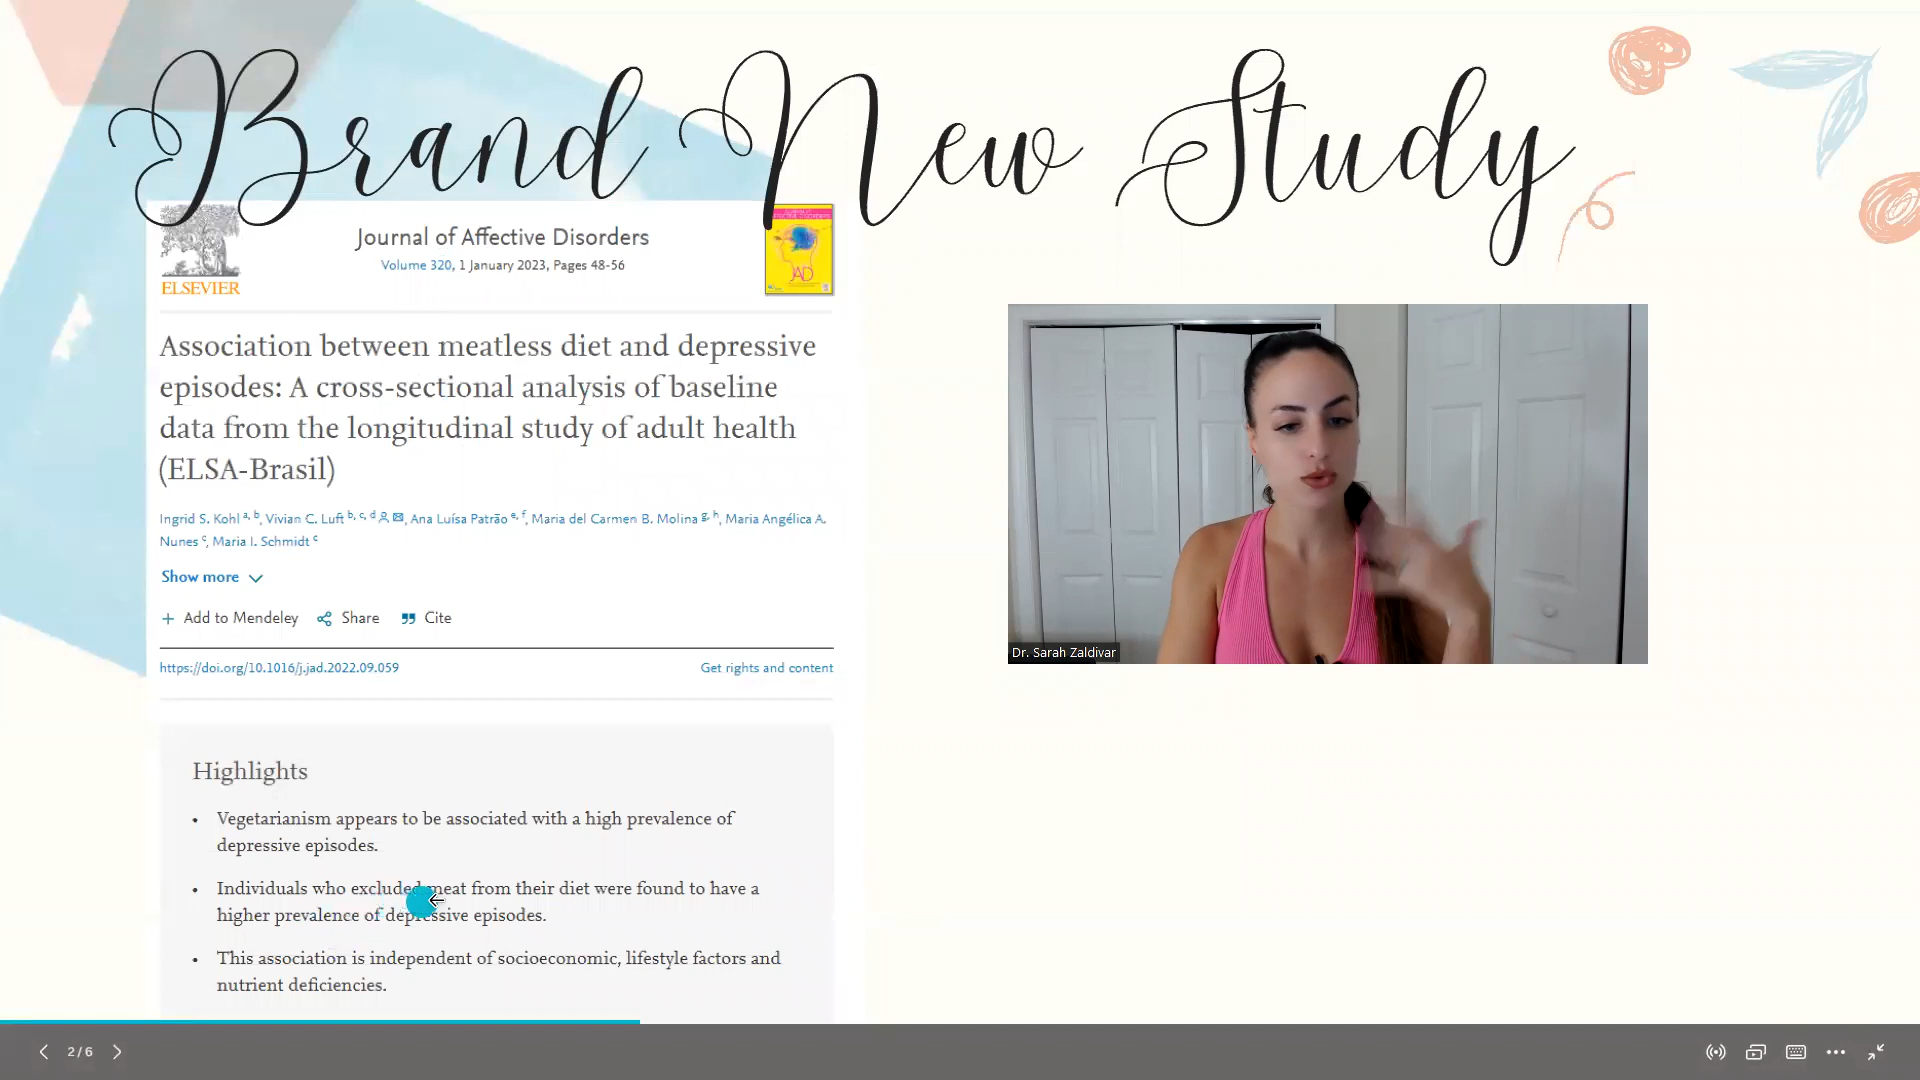 Brand New Study
ELSEVIER
Journal of Affective Disorders
Volume 320, 1 January 2023, Pages 48-56
JAD
Association between meatless diet and depressive
episodes: A cross-sectional analysis of baseline
data from the longitudinal study of adult health
(ELSA-Brasil)
Ingrid S. Kohl a, b, Vivian C. Luft b, c, d, Ana Luísa Patrão e, f, Maria del Carmen B. Molina g, h, Maria Angélica A.
Nunes c, Maria I. Schmidt c
Show more
+ Add to Mendeley Share Cite
https://doi.org/10.1016/j.jad.2022.09.059 Get rights and content
Highlights
• Vegetarianism appears to be associated with a high prevalence of
depressive episodes.
• Individuals who excluded meat from their diet were found to have a
higher prevalence of depressive episodes.
• This association is independent of socioeconomic, lifestyle factors and
nutrient deficiencies.
Dr. Sarah Zaldivar
2/6